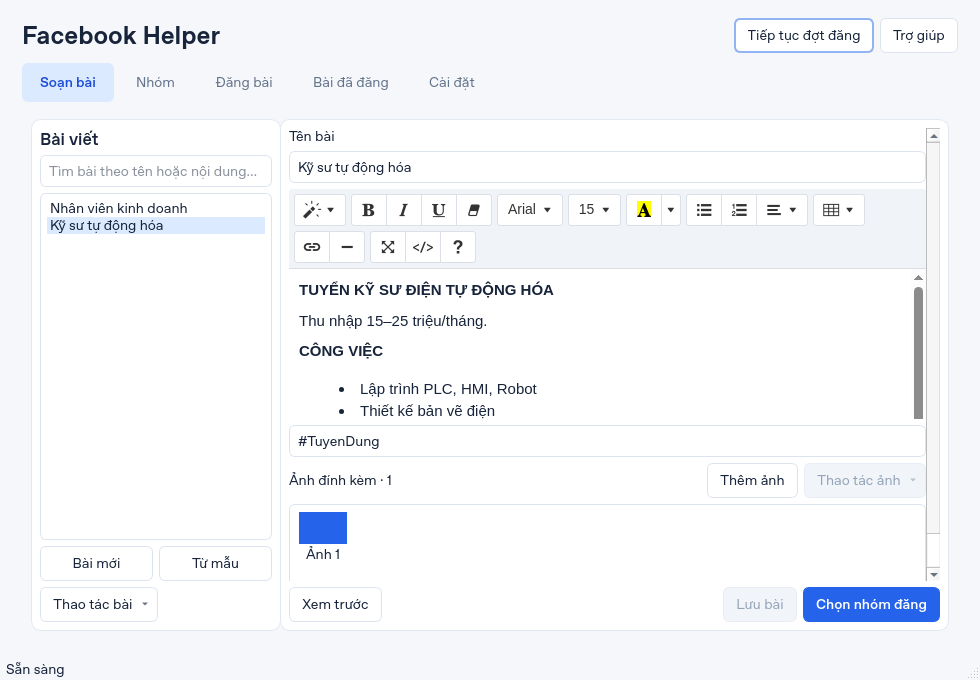 Facebook Helper
Tiếp tục đợt đăng
Trợ giúp
Soạn bài
Nhóm
Đăng bài
Bài đã đăng
Cài đặt
Bài viết
Tìm bài theo tên hoặc nội dung...
Nhân viên kinh doanh
Kỹ sư tự động hóa
Bài mới
Từ mẫu
Thao tác bài
Tên bài
Kỹ sư tự động hóa
B I U Arial 15 A
</> ?
TUYỂN KỸ SƯ ĐIỆN TỰ ĐỘNG HÓA
Thu nhập 15–25 triệu/tháng.
CÔNG VIỆC
• Lập trình PLC, HMI, Robot
• Thiết kế bản vẽ điện
#TuyenDung
Ảnh đính kèm · 1
Thêm ảnh
Thao tác ảnh
Ảnh 1
Xem trước
Lưu bài
Chọn nhóm đăng
Sẵn sàng